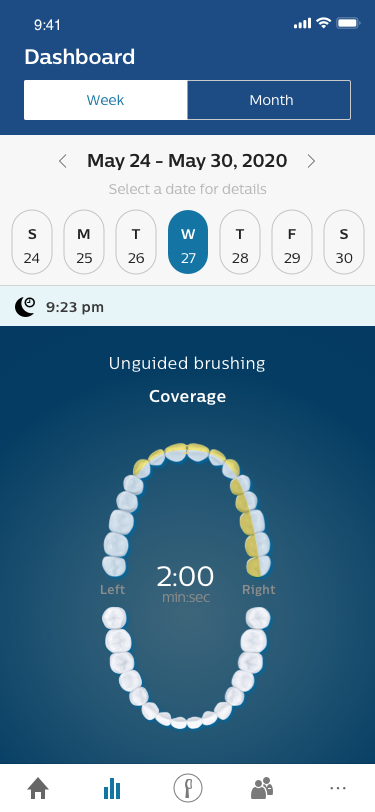 9:41
Dashboard
Week Month
May 24 - May 30, 2020
Select a date for details
S M T W T F S
24 25 26 27 28 29 30
9:23 pm
Unguided brushing
Coverage
2:00
Left min:sec Right